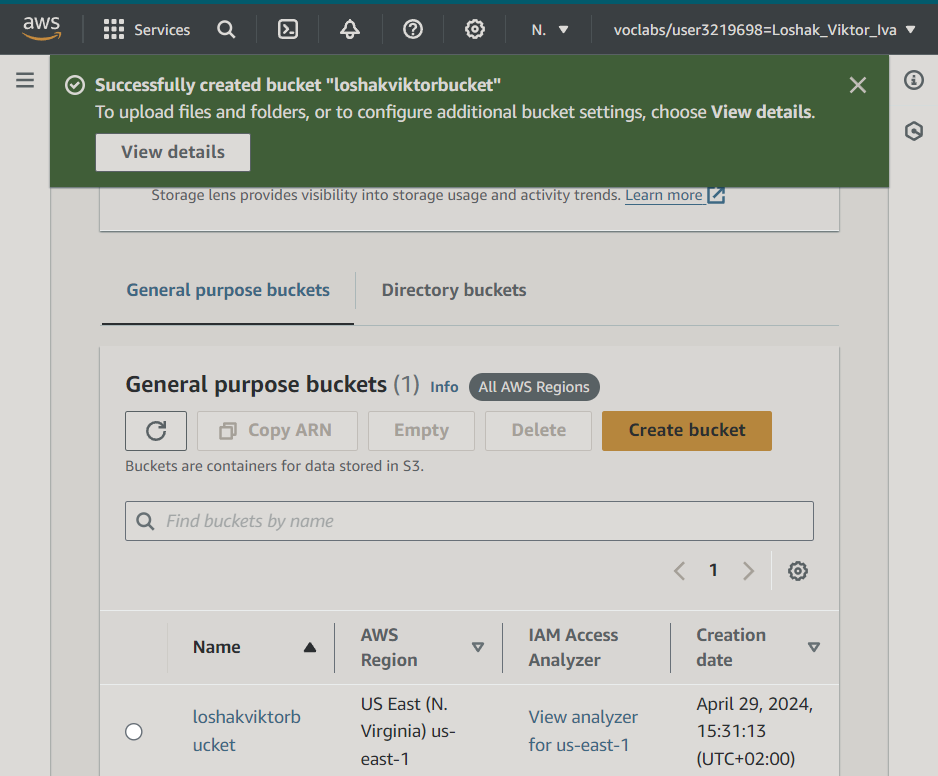 aws Services N. voclabs/user3219698=Loshak_Viktor_Iva
Successfully created bucket "loshakviktorbucket"
To upload files and folders, or to configure additional bucket settings, choose View details.
View details
Storage lens provides visibility into storage usage and activity trends. Learn more
General purpose buckets Directory buckets
General purpose buckets (1) Info All AWS Regions
Copy ARN Empty Delete Create bucket
Buckets are containers for data stored in S3.
Find buckets by name
1
Name
AWS
Region
IAM Access
Analyzer
Creation
date
loshakviktorb
ucket
US East (N.
Virginia) us-
east-1
View analyzer
for us-east-1
April 29, 2024,
15:31:13
(UTC+02:00)